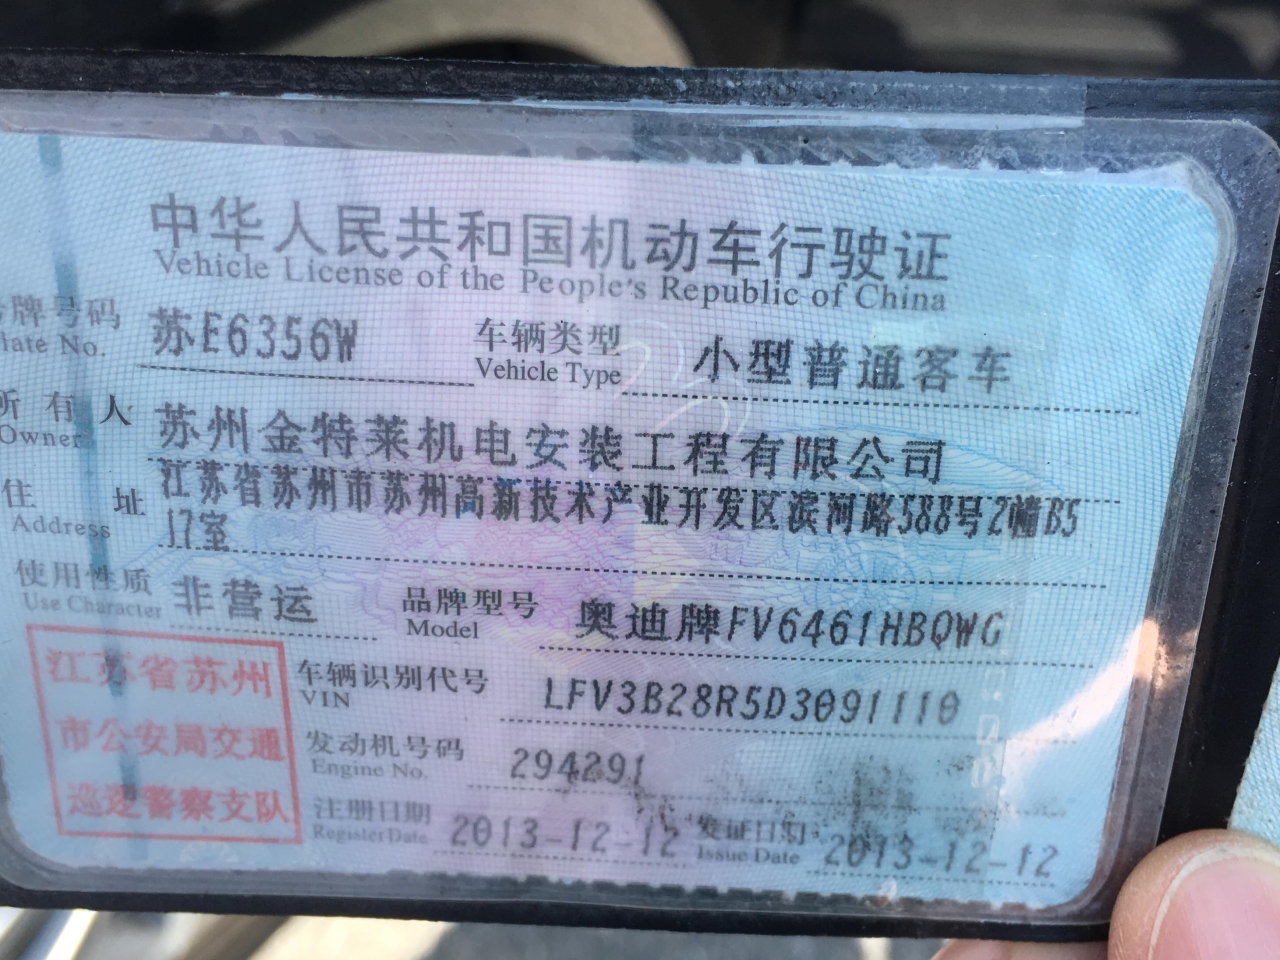 中华人民共和国机动车行驶证
Vehicle License of the People's Republic of China
号牌号码 苏E6356W 车辆类型 小型普通客车
Plate No. Vehicle Type
所有人 苏州金特莱机电安装工程有限公司
Owner
住址 江苏省苏州市苏州高新技术产业开发区滨河路588号2幢B5
Address 17室
使用性质 非营运 品牌型号 奥迪牌FV6461HBQWG
Use Character Model
江苏省苏州 车辆识别代号 LFV3B28R5D3091110
VIN
市公安局交通 发动机号码 294291
Engine No.
巡逻警察支队 注册日期 2013-12-12 发证日期 2013-12-12
Register Date Issue Date